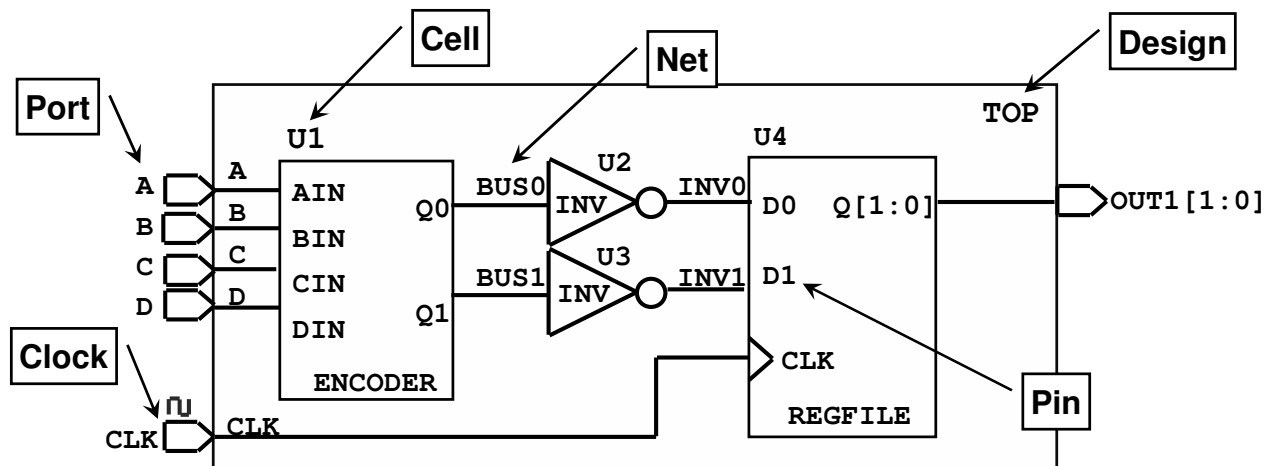 Cell
Net
Design
Port
TOP
U1
U2
U4
A
A
AIN
BUS0
INV
INV0
Q0
D0
Q[1:0]
OUT1[1:0]
B
B
BIN
C
C
CIN
U3
BUS1
INV
INV1
D1
D
D
DIN
Q1
Clock
CLK
ENCODER
Pin
REGFILE
CLK
CLK